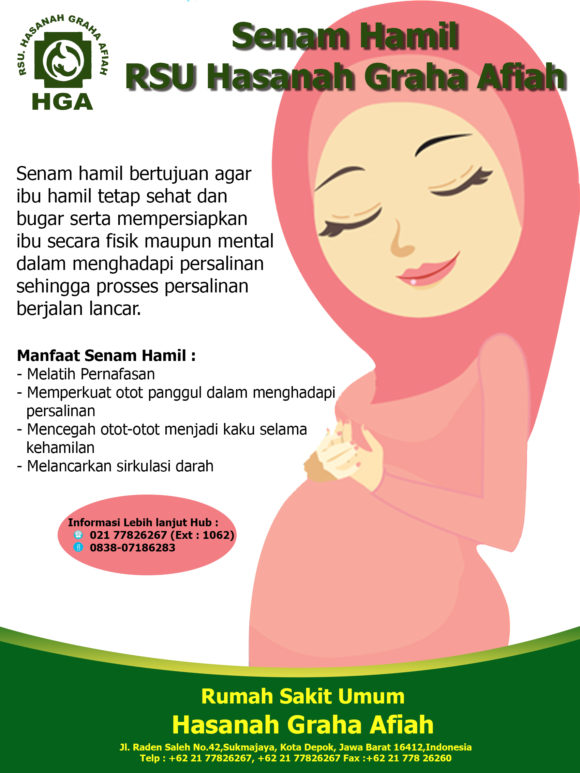 RSU. HASANAH GRAHA AFIAH
HGA
Senam Hamil
RSU Hasanah Graha Afiah
Senam hamil bertujuan agar
ibu hamil tetap sehat dan
bugar serta mempersiapkan
ibu secara fisik maupun mental
dalam menghadapi persalinan
sehingga prosses persalinan
berjalan lancar.
Manfaat Senam Hamil :
- Melatih Pernafasan
- Memperkuat otot panggul dalam menghadapi
persalinan
- Mencegah otot-otot menjadi kaku selama
kehamilan
- Melancarkan sirkulasi darah
Informasi Lebih lanjut Hub :
021 77826267 (Ext : 1062)
0838-07186283
Rumah Sakit Umum
Hasanah Graha Afiah
Jl. Raden Saleh No.42,Sukmajaya, Kota Depok, Jawa Barat 16412,Indonesia
Telp : +62 21 77826267, +62 21 77826267 Fax :+62 21 778 26260